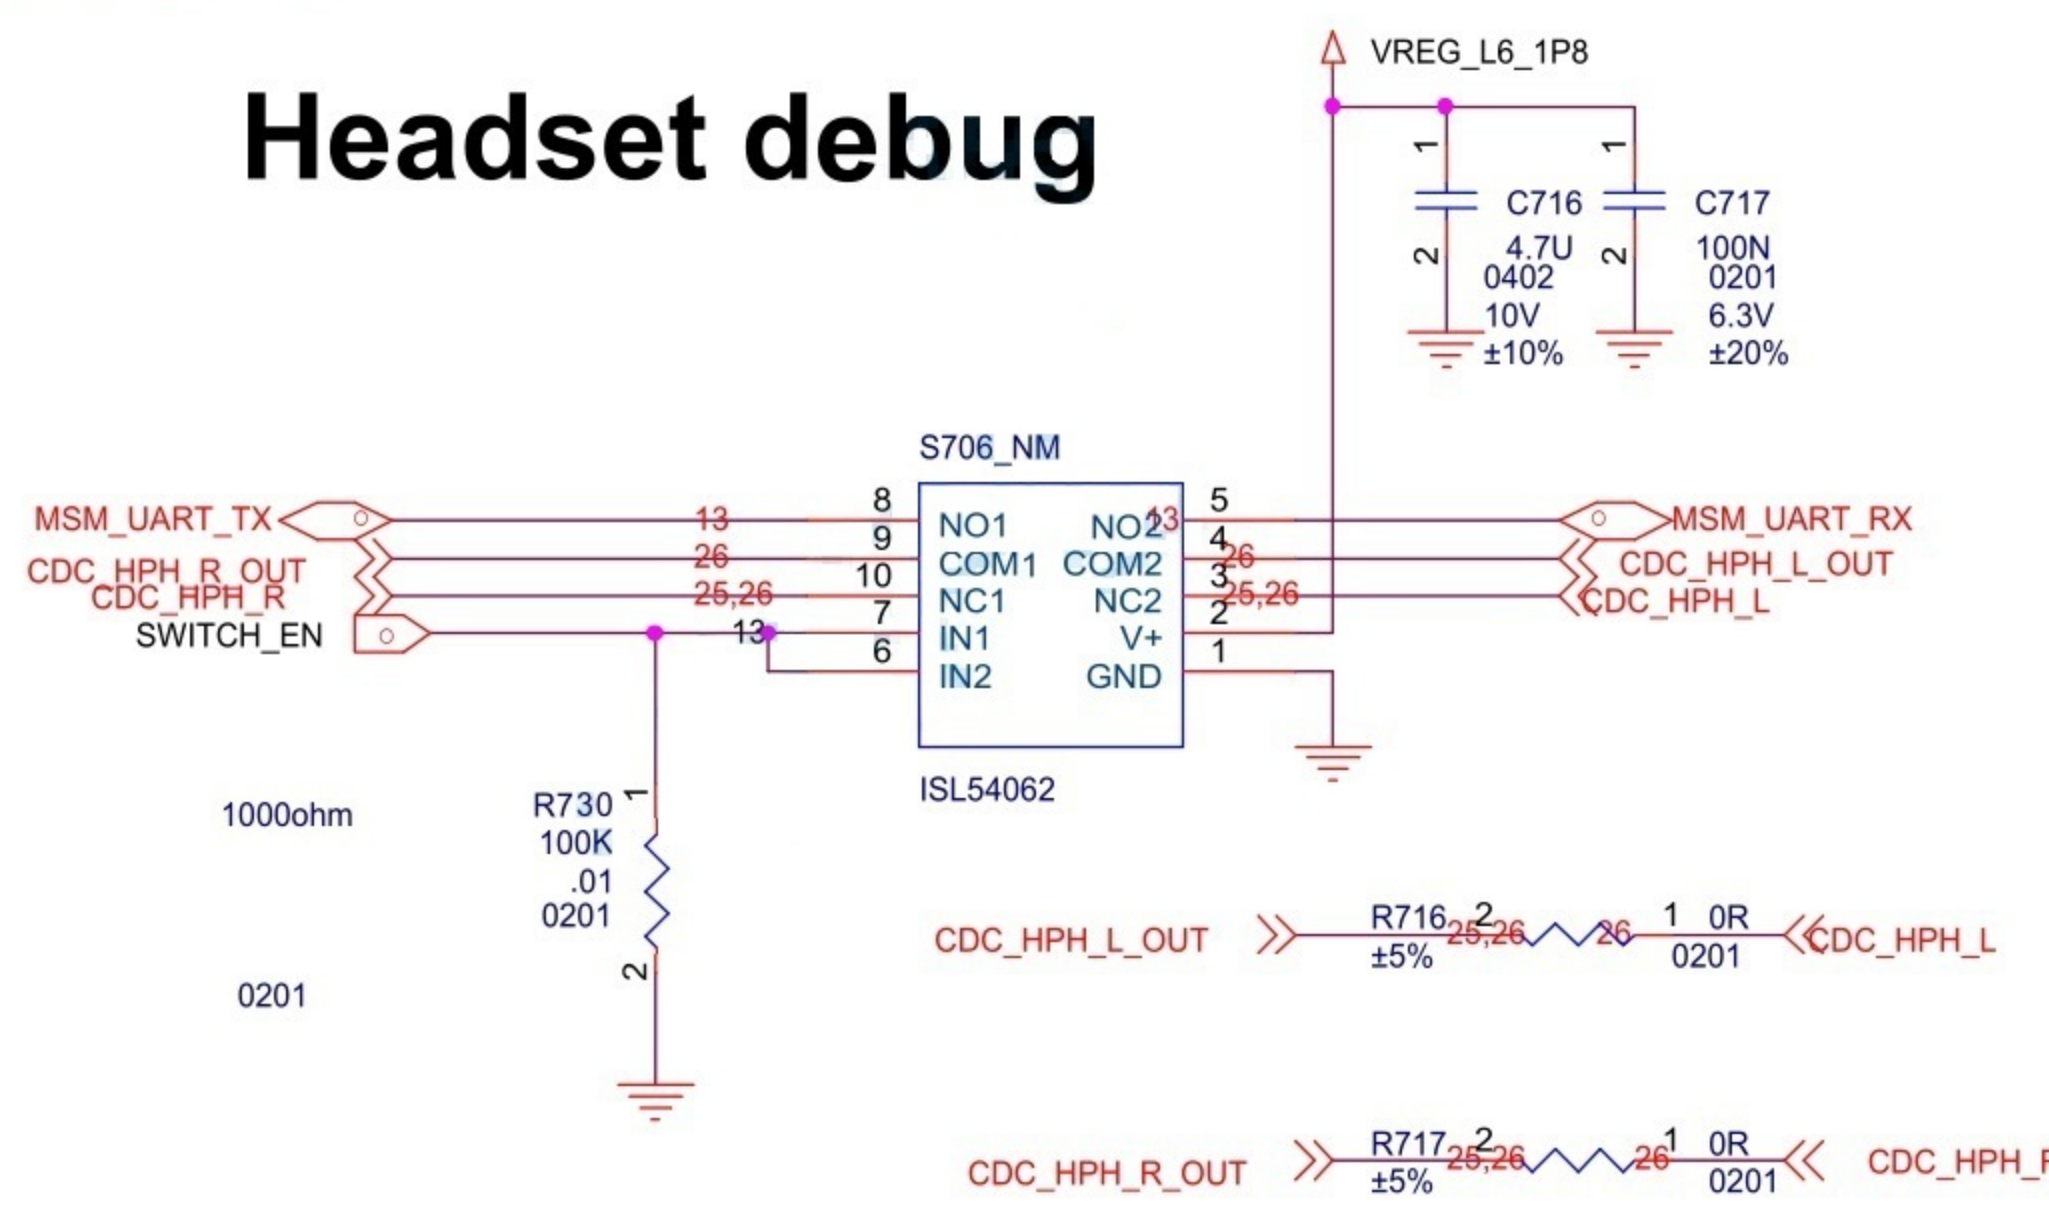 VREG_L6_1P8
Headset debug
1
1
C716
C717
4.7U
100N
2
2
0402
0201
10V
6.3V
±10%
±20%
S706_NM
MSM_UART_TX
13
8
NO1
NO2
13
5
MSM_UART_RX
CDC_HPH_R_OUT
26
9
COM1
COM2
4
26
CDC_HPH_L_OUT
CDC_HPH_R
25,26
10
NC1
NC2
3
25,26
CDC_HPH_L
SWITCH_EN
13
7
IN1
V+
2
6
IN2
GND
1
ISL54062
1000ohm
R730
1
100K
.01
0201
2
0201
CDC_HPH_L_OUT
R716
2
25,26
26
1
0R
CDC_HPH_L
±5%
0201
CDC_HPH_R_OUT
R717
2
25,26
26
1
0R
±5%
0201